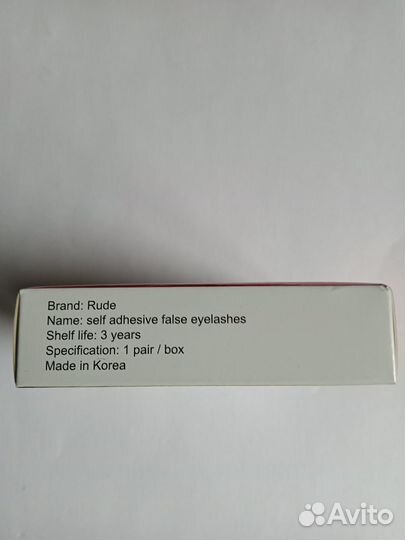 Brand: Rude
Name: self adhesive false eyelashes
Shelf life: 3 years
Specification: 1 pair / box
Made in Korea
Avito